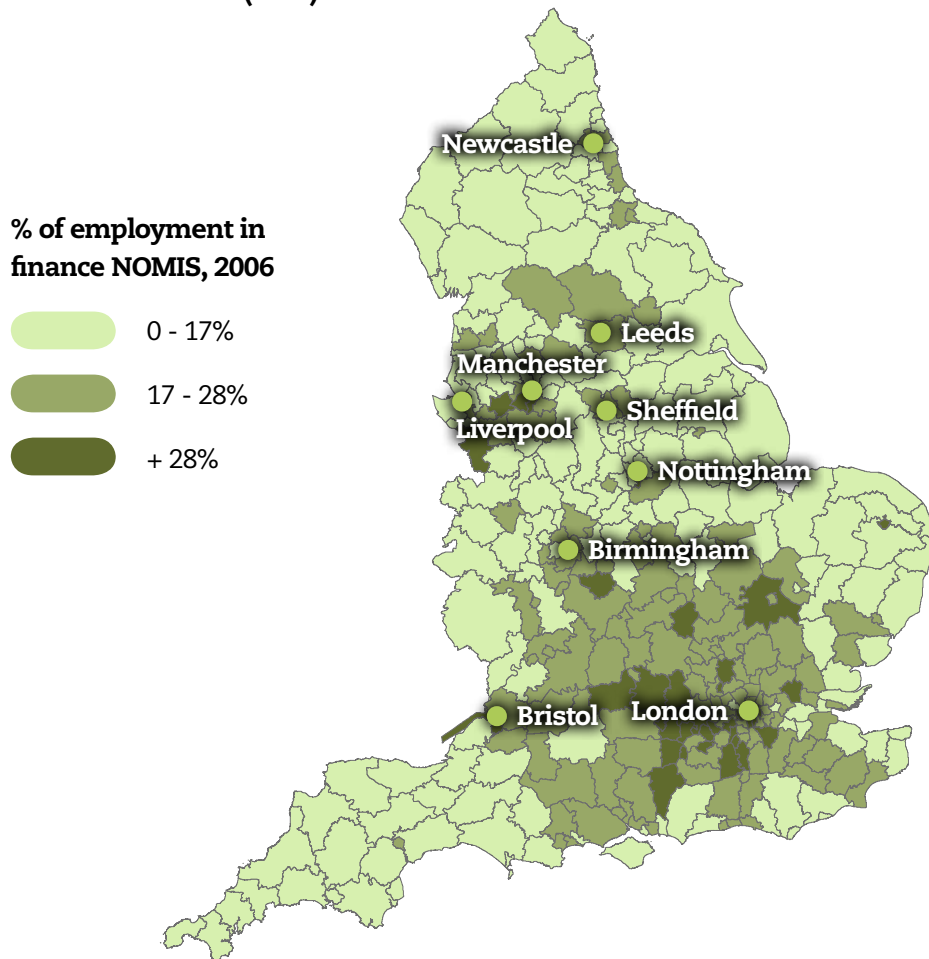 Newcastle
% of employment in
finance NOMIS, 2006
0 - 17%
Leeds
Manchester
17 - 28%
Sheffield
Liverpool
+ 28%
Nottingham
Birmingham
Bristol
London